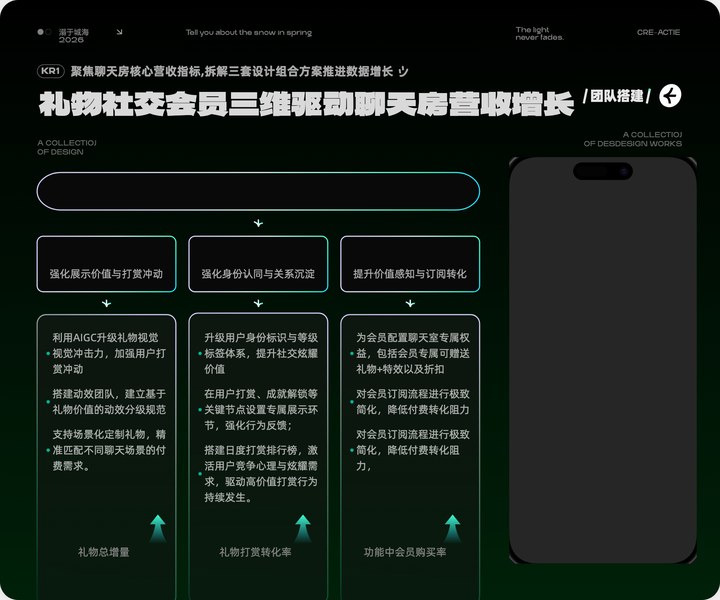 溺于城海
2026
Tell you about the snow in spring
The light
never fades.
CRE-ACTIE
KR1 聚焦聊天房核心营收指标,拆解三套设计组合方案推进数据增长
礼物社交会员三维驱动聊天房营收增长 /团队搭建/
A COLLECTIOJ
OF DESIGN
A COLLECTIOJ
OF DESDESIGN WORKS
强化展示价值与打赏冲动
强化身份认同与关系沉淀
提升价值感知与订阅转化
利用AIGC升级礼物视觉
视觉冲击力，加强用户打
赏冲动
搭建动效团队，建立基于
礼物价值的动效分级规范
支持场景化定制礼物，精
准匹配不同聊天场景的付
费需求。
礼物总增量
升级用户身份标识与等级
标签体系，提升社交炫耀
价值
在用户打赏、成就解锁等
关键节点设置专属展示环
节，强化行为反馈；
搭建日度打赏排行榜，激
活用户竞争心理与炫耀需
求，驱动高价值打赏行为
持续发生。
礼物打赏转化率
为会员配置聊天室专属权
益，包括会员专属可赠送
礼物+特效以及折扣
对会员订阅流程进行极致
简化，降低付费转化阻力
对会员订阅流程进行极致
简化，降低付费转化阻
力，
功能中会员购买率